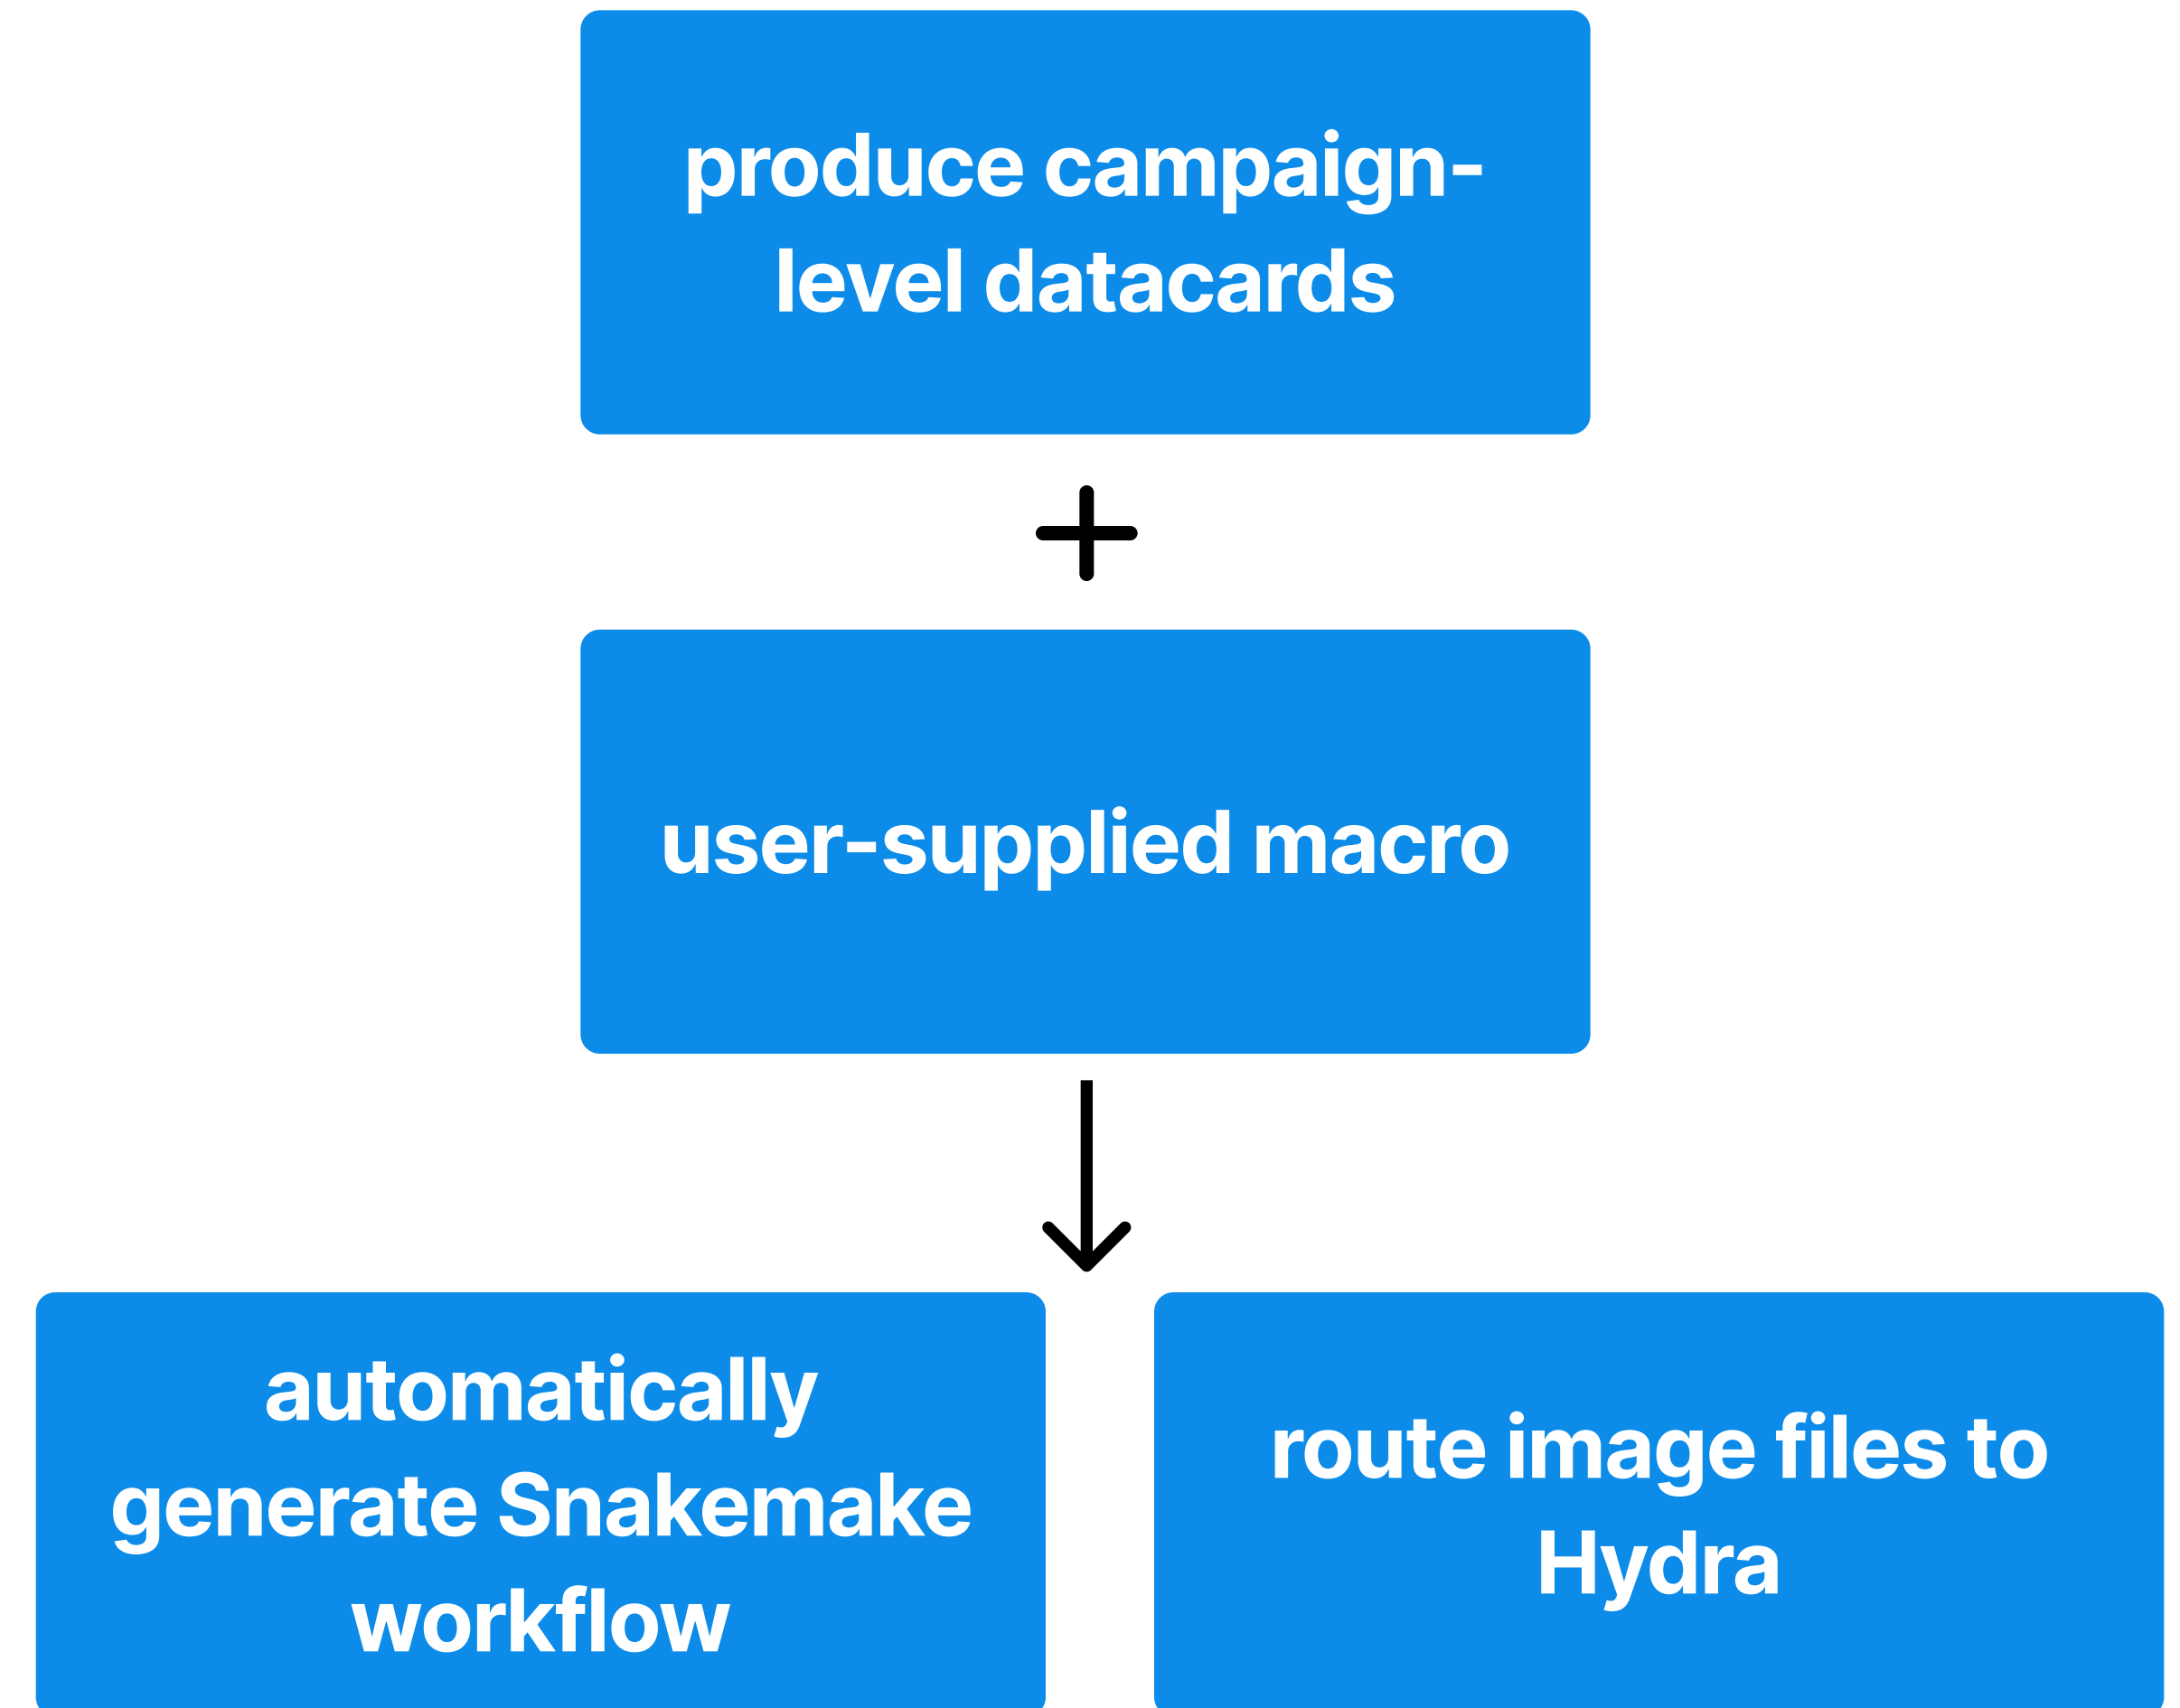 produce campaign-
level datacards
+
user-supplied macro
automatically
generate Snakemake
workflow
route image files to
Hydra